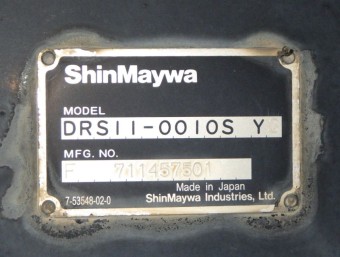 ShinMaywa
MODEL
DRS11-0010S Y
MFG. NO.
F 711457501
Made in Japan
7-53548-02-0 ShinMaywa Industries, Ltd.